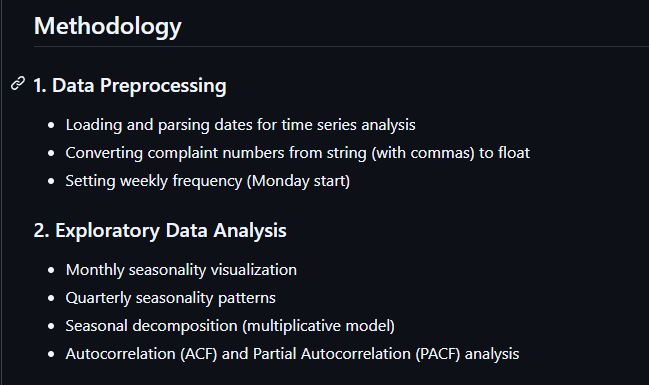 Methodology
1. Data Preprocessing
Loading and parsing dates for time series analysis
Converting complaint numbers from string (with commas) to float
Setting weekly frequency (Monday start)
2. Exploratory Data Analysis
Monthly seasonality visualization
Quarterly seasonality patterns
Seasonal decomposition (multiplicative model)
Autocorrelation (ACF) and Partial Autocorrelation (PACF) analysis